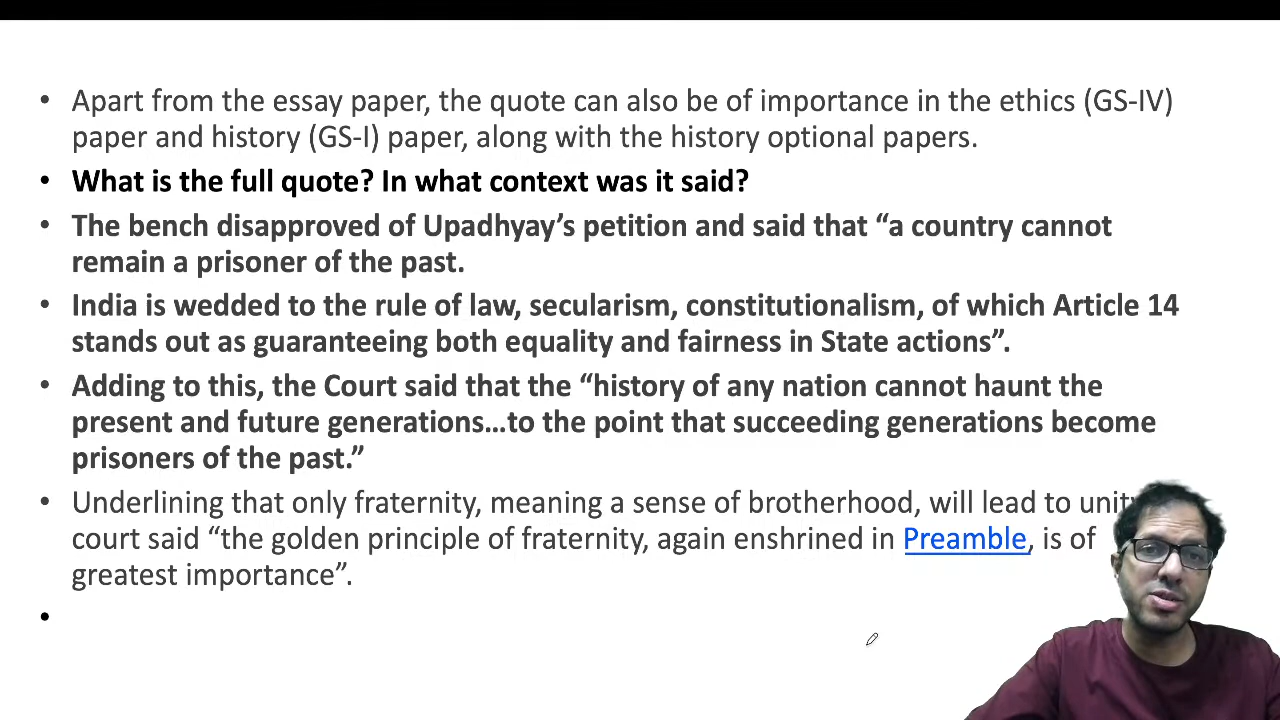 • Apart from the essay paper, the quote can also be of importance in the ethics (GS-IV)
paper and history (GS-I) paper, along with the history optional papers.
• What is the full quote? In what context was it said?
• The bench disapproved of Upadhyay’s petition and said that “a country cannot
remain a prisoner of the past.
• India is wedded to the rule of law, secularism, constitutionalism, of which Article 14
stands out as guaranteeing both equality and fairness in State actions”.
• Adding to this, the Court said that the “history of any nation cannot haunt the
present and future generations…to the point that succeeding generations become
prisoners of the past.”
• Underlining that only fraternity, meaning a sense of brotherhood, will lead to unity
court said “the golden principle of fraternity, again enshrined in Preamble, is of
greatest importance”.
•